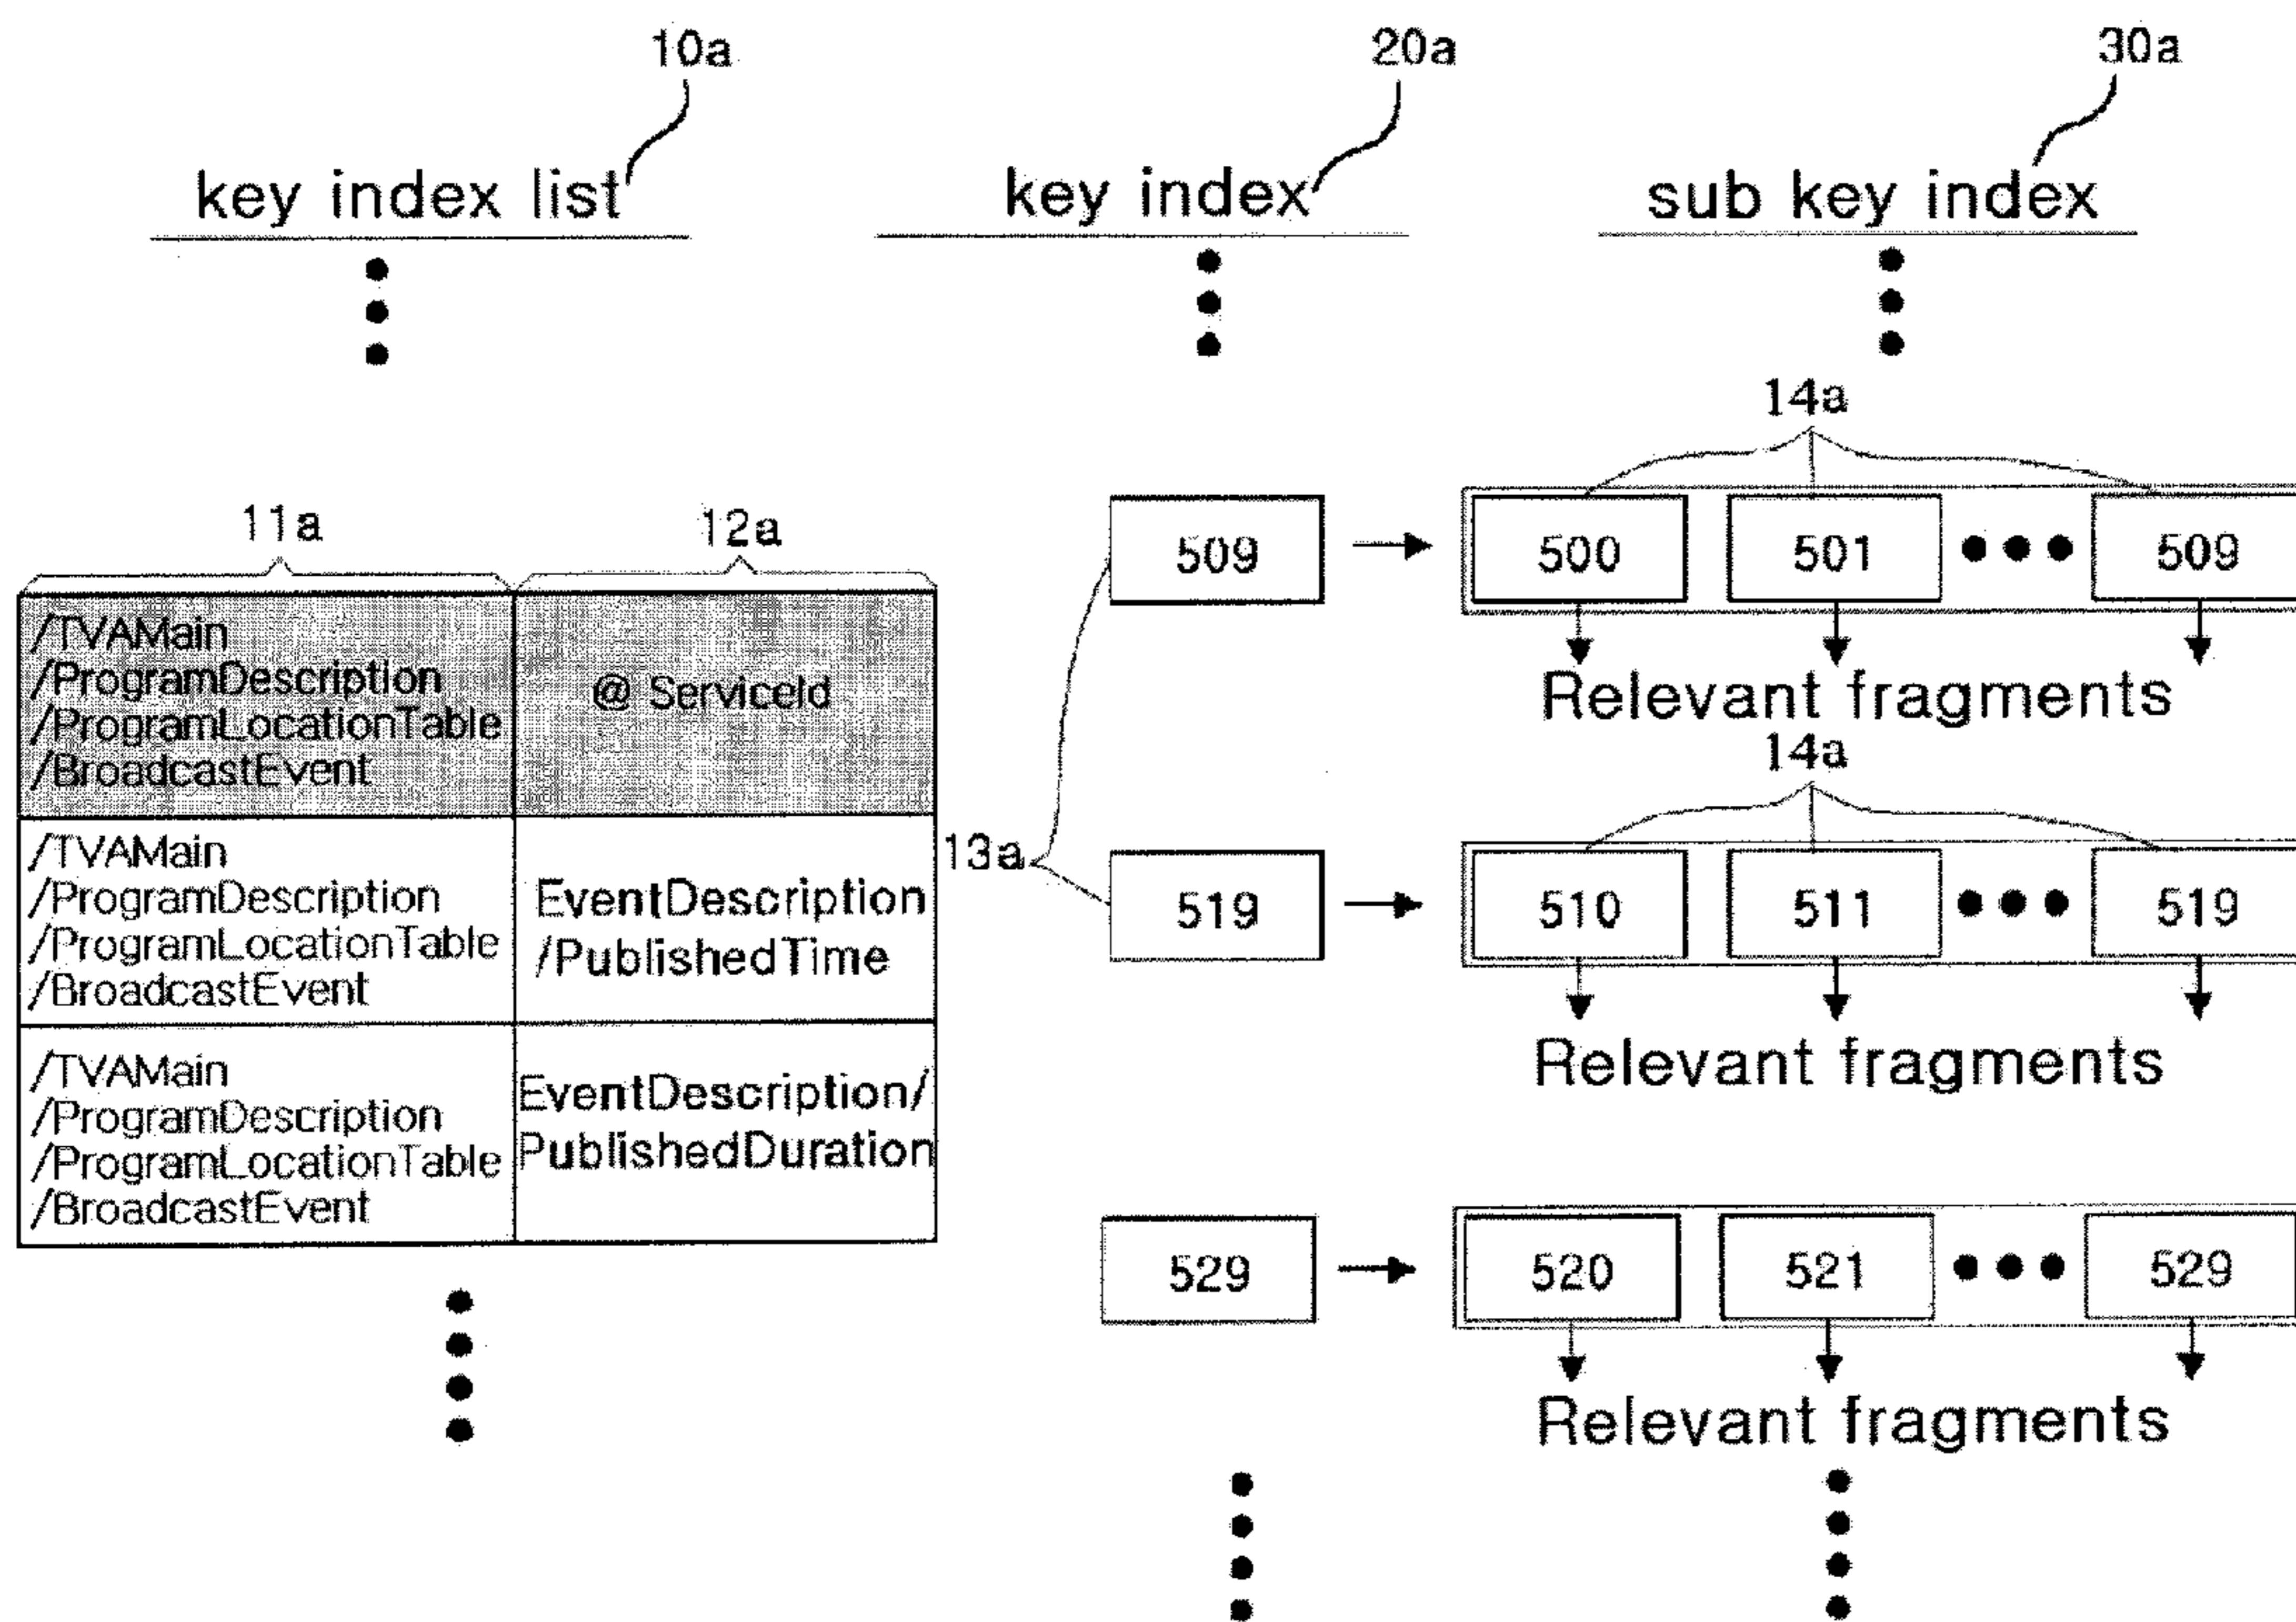 10a
20a
30a
key index list
key index
sub key index
11a
12a
/TVAMain
/ProgramDescription
/ProgramLocationTable
/BroadcastEvent
@ ServiceId
/TVAMain
/ProgramDescription
/ProgramLocationTable
/BroadcastEvent
EventDescription
/PublishedTime
/TVAMain
/ProgramDescription
/ProgramLocationTable
/BroadcastEvent
EventDescription/
PublishedDuration
13a
14a
509
500
501
509
Relevant fragments
14a
519
510
511
519
Relevant fragments
529
520
521
529
Relevant fragments